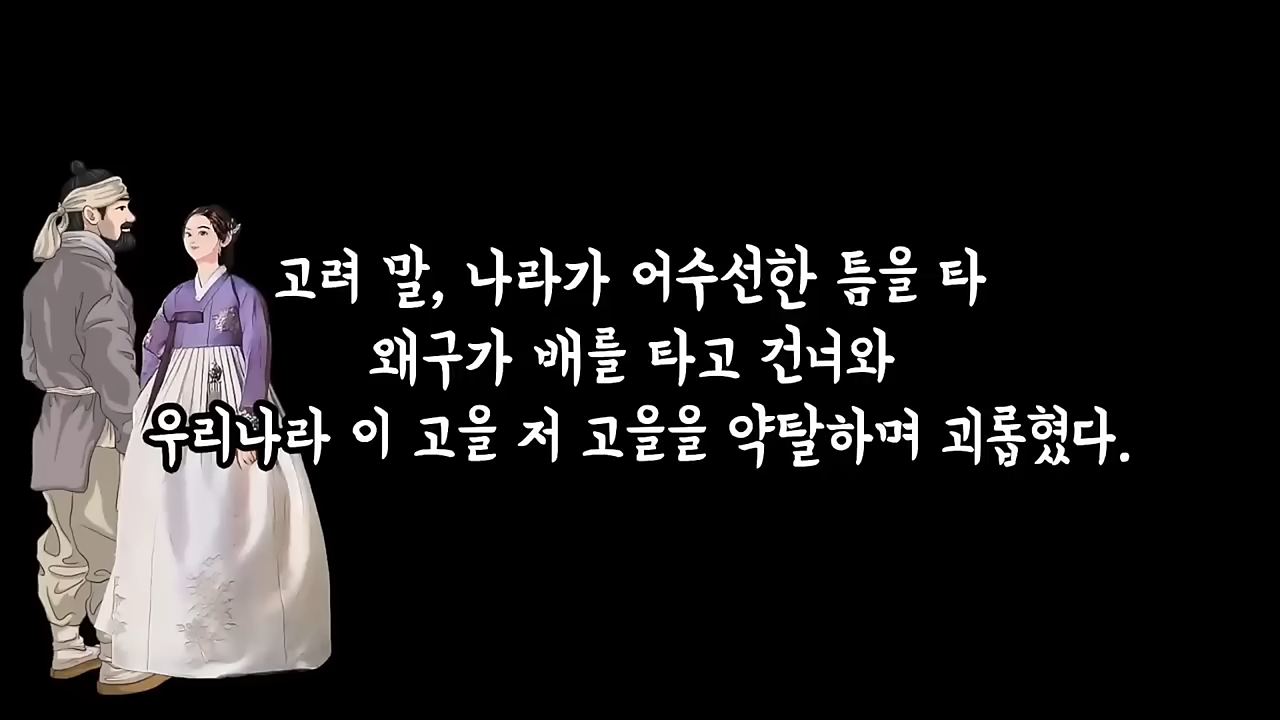 고려 말, 나라가 어수선한 틈을 타
왜구가 배를 타고 건너와
우리나라 이 고을 저 고을을 약탈하며 괴롭혔다.